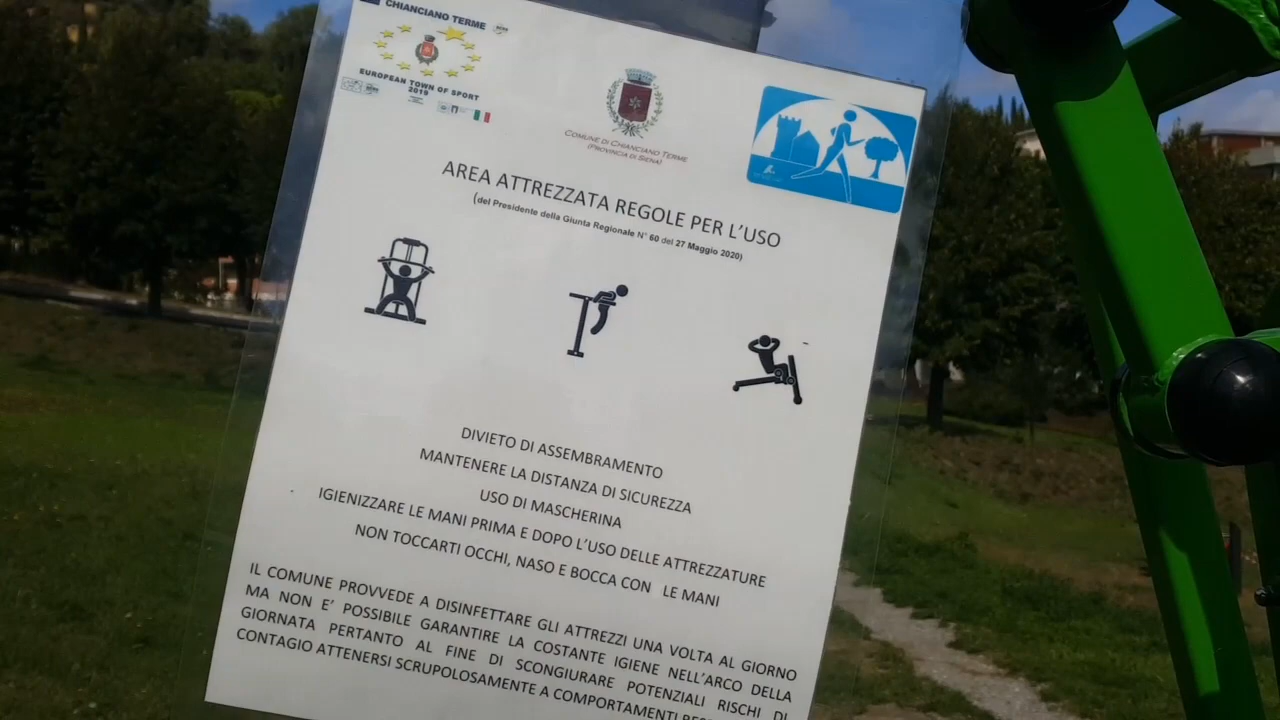 CHIANCIANO TERME
EUROPEAN TOWN OF SPORT
2019
COMUNE DI CHIANCIANO TERME
(PROVINCIA DI SIENA)
AREA ATTREZZATA REGOLE PER L'USO
(del Presidente della Giunta Regionale N° 60 del 27 Maggio 2020)
DIVIETO DI ASSEMBRAMENTO
MANTENERE LA DISTANZA DI SICUREZZA
USO DI MASCHERINA
IGIENIZZARE LE MANI PRIMA E DOPO L'USO DELLE ATTREZZATURE
NON TOCCARTI OCCHI, NASO E BOCCA CON LE MANI
IL COMUNE PROVVEDE A DISINFETTARE GLI ATTREZZI UNA VOLTA AL GIORNO
MA NON E' POSSIBILE GARANTIRE LA COSTANTE IGIENE NELL'ARCO DELLA
GIORNATA PERTANTO AL FINE DI SCONGIURARE POTENZIALI RISCHI DI
CONTAGIO ATTENERSI SCRUPOLOSAMENTE A COMPORTAMENTI